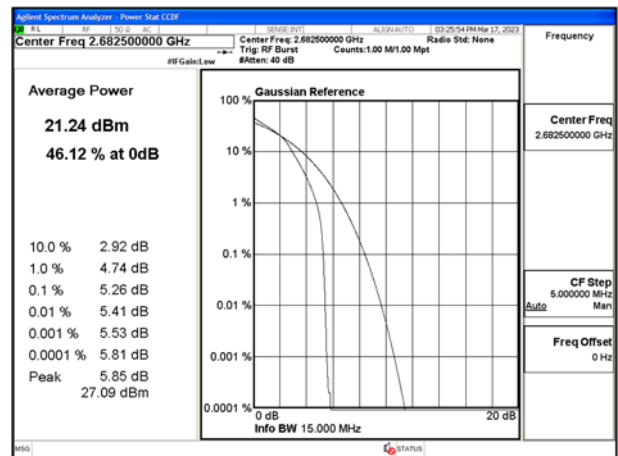 Agilent Spectrum Analyzer - Power Stat CCDF
RL RF 50 Ω AC SENSE:INT ALIGNAUTO 03:25:54 PM Mar 17, 2023
Center Freq 2.682500000 GHz
Center Freq: 2.682500000 GHz Radio Std: None
Trig: RF Burst Counts:1.00 M/1.00 Mpt
#IFGain:Low #Atten: 40 dB
Frequency
Average Power
21.24 dBm
46.12 % at 0dB
10.0 % 2.92 dB
1.0 % 4.74 dB
0.1 % 5.26 dB
0.01 % 5.41 dB
0.001 % 5.53 dB
0.0001 % 5.81 dB
Peak 5.85 dB
27.09 dBm
Gaussian Reference
100 %
10 %
1 %
0.1 %
0.01 %
0.001 %
0.0001 %
0 dB 20 dB
Info BW 15.000 MHz
Center Freq
2.682500000 GHz
CF Step
5.000000 MHz
Auto Man
Freq Offset
0 Hz
MSG STATUS